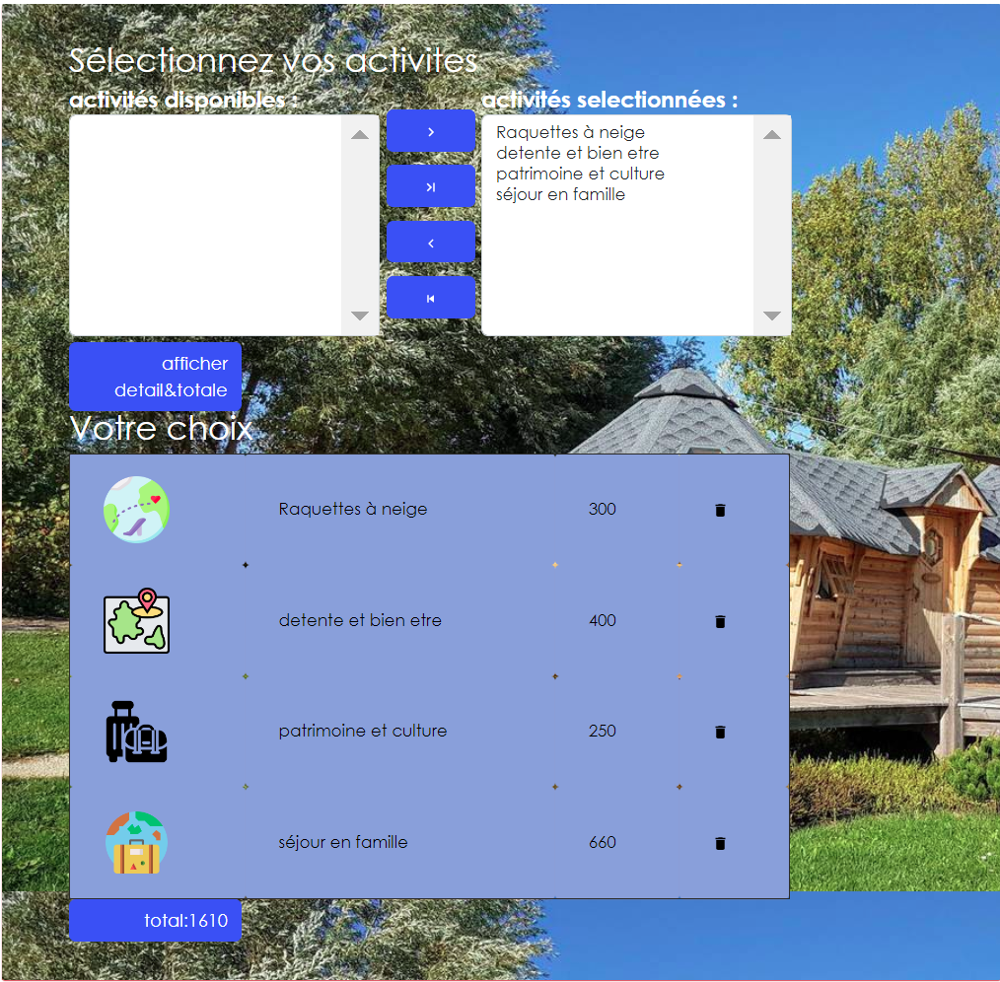 Sélectionnez vos activites
activités disponibles :
activités selectionnées :
Raquettes à neige
detente et bien etre
patrimoine et culture
séjour en famille
afficher
detail&totale
Votre choix
Raquettes à neige 300
detente et bien etre 400
patrimoine et culture 250
séjour en famille 660
total:1610